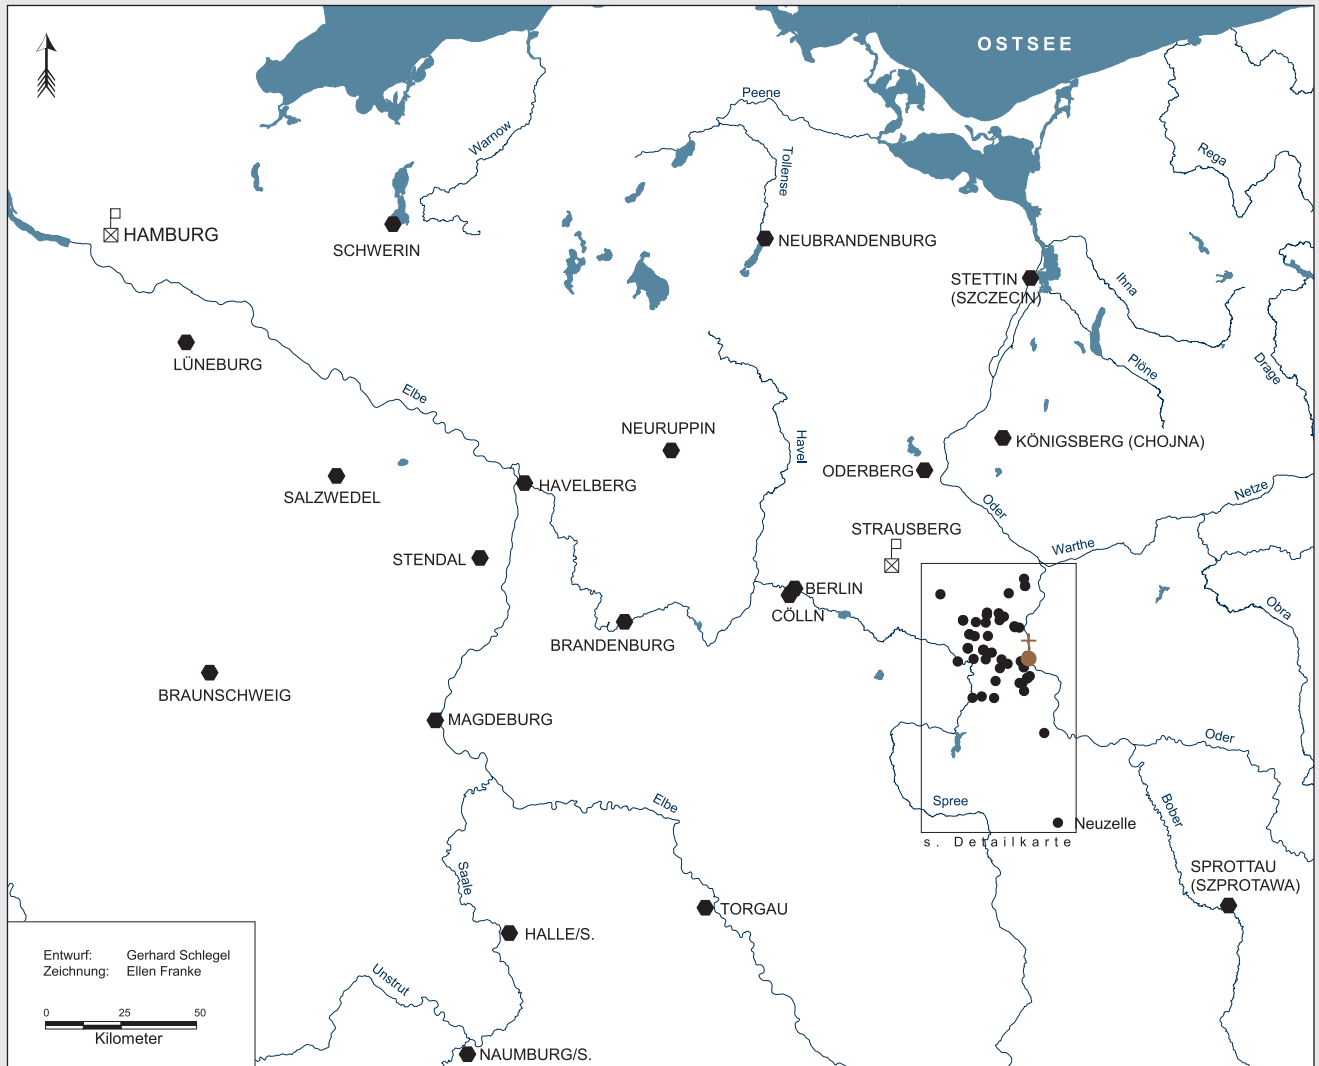 OSTSEE
Peene
Warnow
Tollense
Rega
HAMBURG
SCHWERIN
NEUBRANDENBURG
STETTIN
(SZCZECIN)
Ihna
LÜNEBURG
Plöne
Drage
Elbe
NEURUPPIN
Havel
KÖNIGSBERG (CHOJNA)
ODERBERG
SALZWEDEL
HAVELBERG
Netze
Oder
STRAUSBERG
Warthe
STENDAL
BERLIN
CÖLLN
Obra
BRANDENBURG
BRAUNSCHWEIG
MAGDEBURG
Oder
Elbe
Spree
Bober
Neuzelle
s. Detailkarte
Saale
SPROTTAU
(SZPROTAWA)
TORGAU
HALLE/S.
Unstrut
NAUMBURG/S.
Entwurf: Gerhard Schlegel
Zeichnung: Ellen Franke
0 25 50
Kilometer